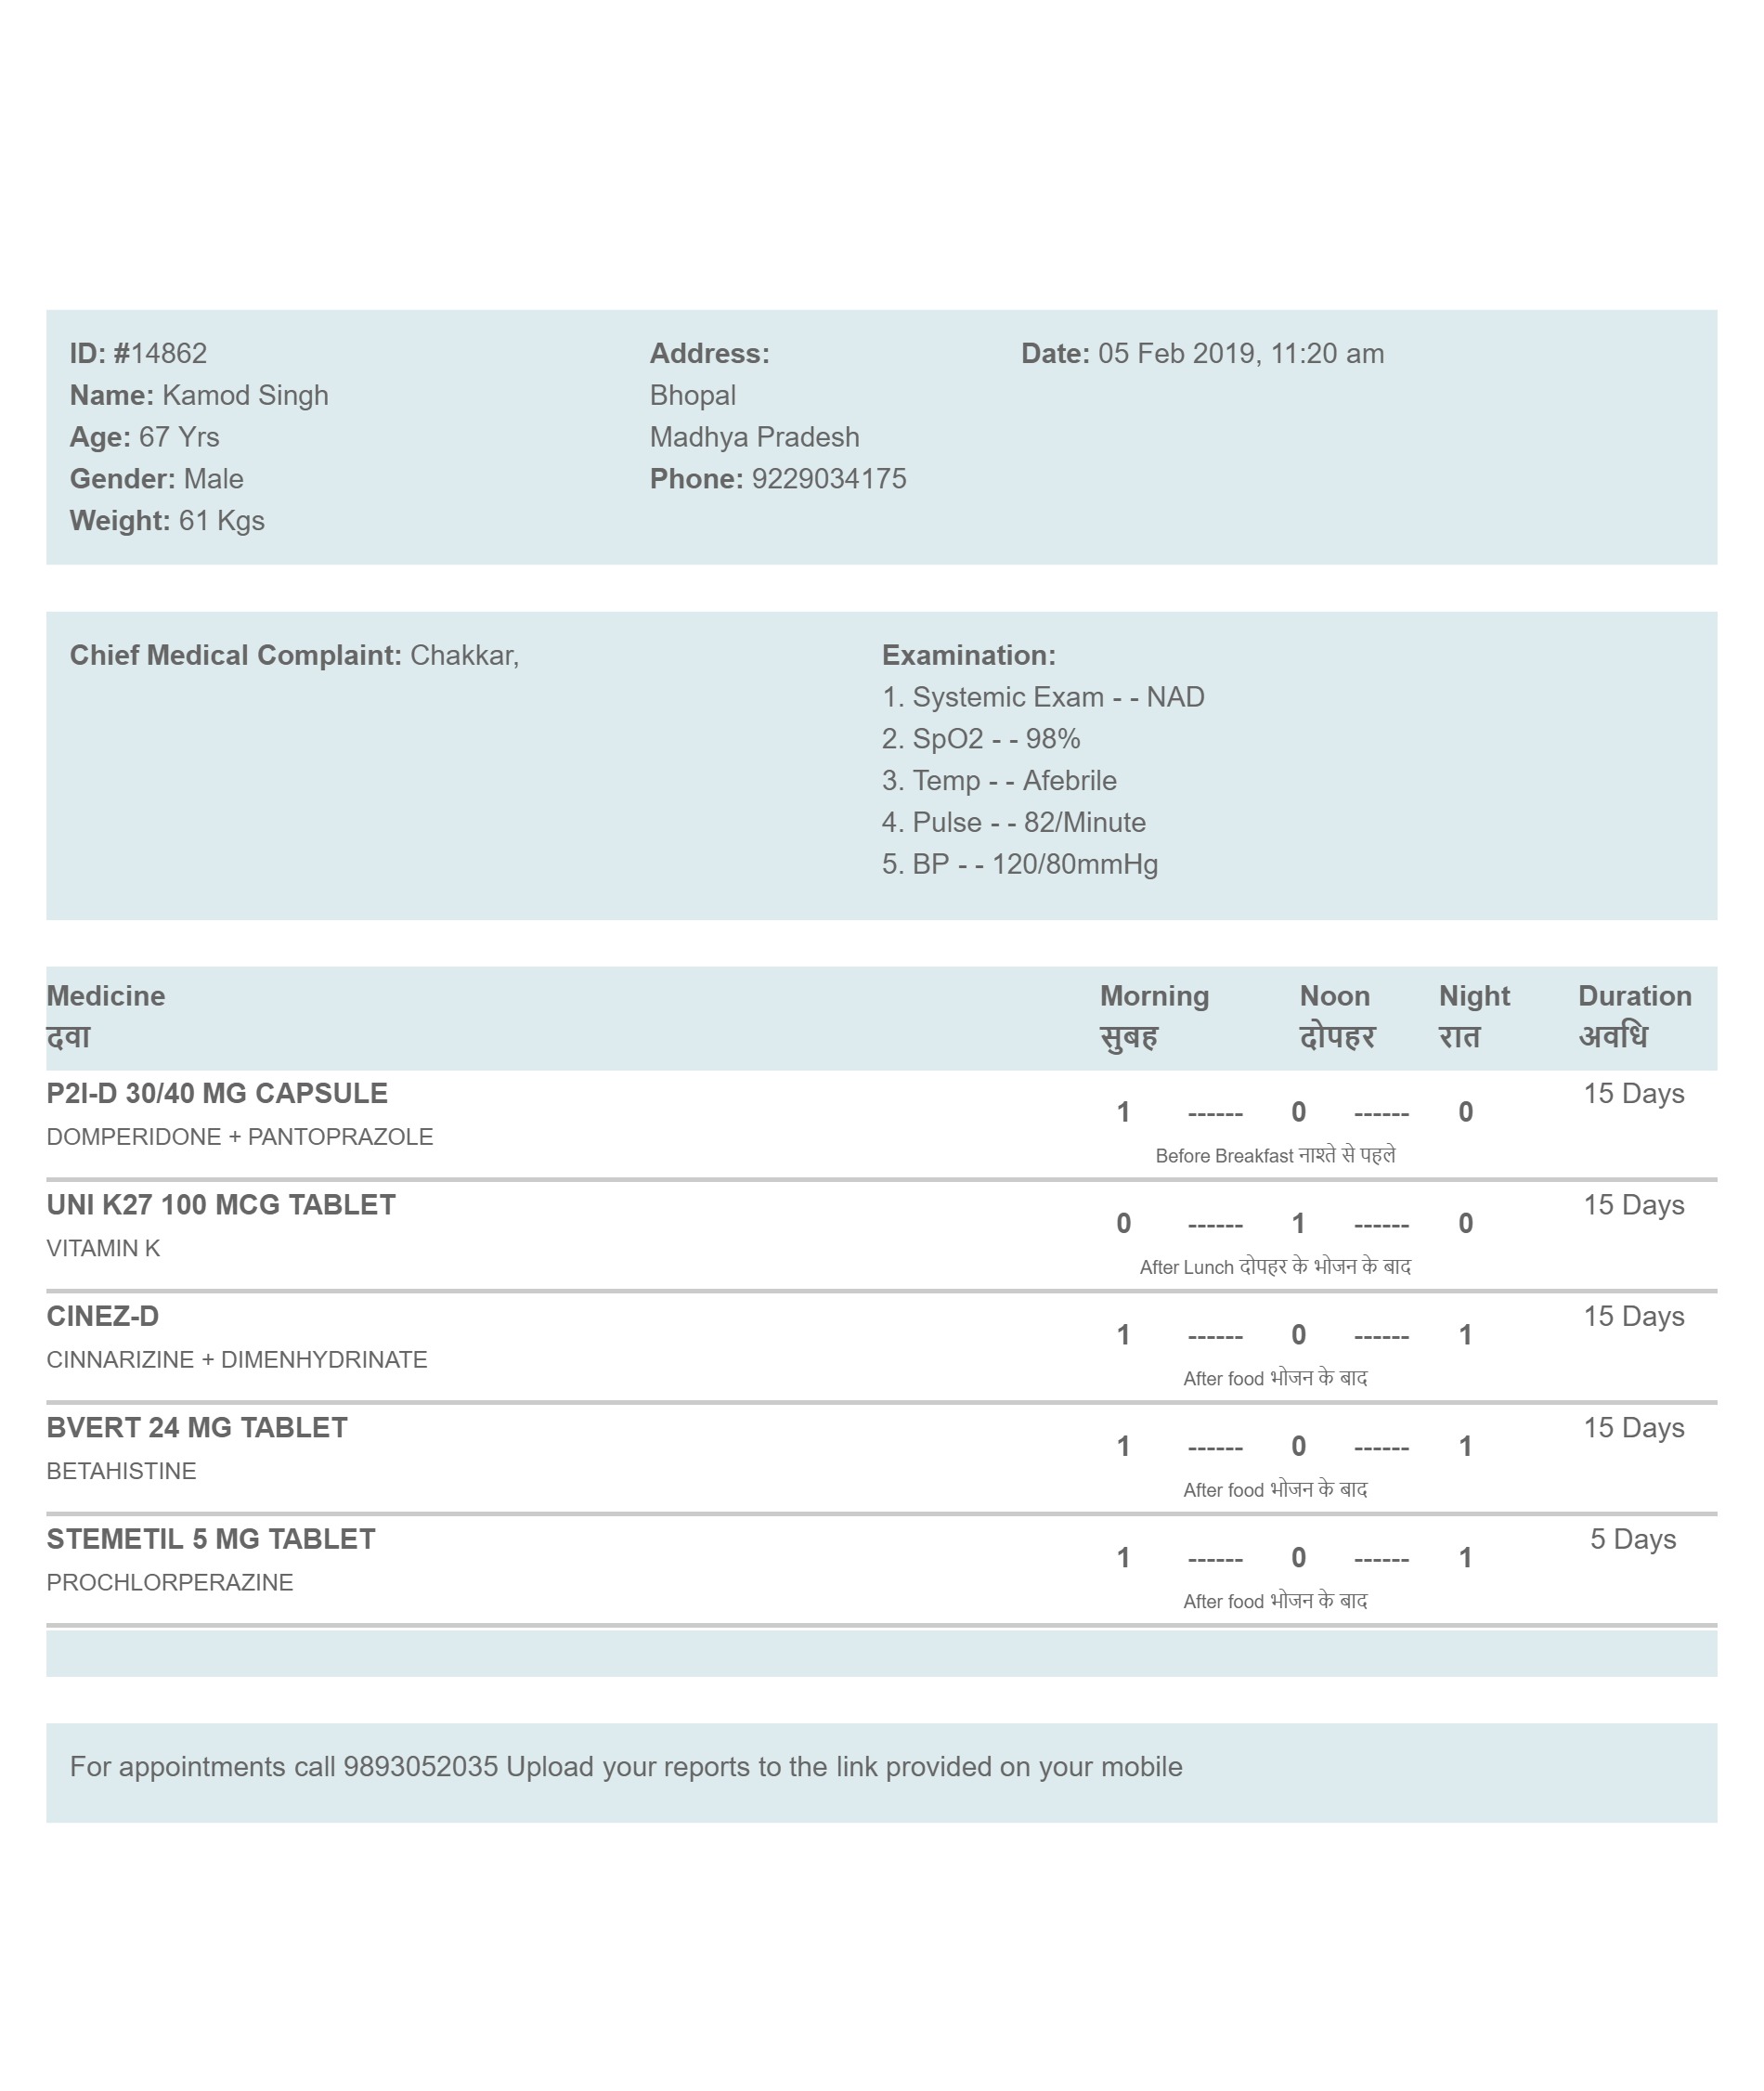 ID: #14862
Name: Kamod Singh
Age: 67 Yrs
Gender: Male
Weight: 61 Kgs
Address:
Bhopal
Madhya Pradesh
Phone: 9229034175
Date: 05 Feb 2019, 11:20 am
Chief Medical Complaint: Chakkar,
Examination:
1. Systemic Exam - - NAD
2. SpO2 - - 98%
3. Temp - - Afebrile
4. Pulse - - 82/Minute
5. BP - - 120/80mmHg
Medicine Morning Noon Night Duration
दवा सुबह दोपहर रात अवधि
P2I-D 30/40 MG CAPSULE 15 Days
1 ------ 0 ------ 0
DOMPERIDONE + PANTOPRAZOLE
Before Breakfast नाश्ते से पहले
UNI K27 100 MCG TABLET 15 Days
0 ------ 1 ------ 0
VITAMIN K
After Lunch दोपहर के भोजन के बाद
CINEZ-D 15 Days
1 ------ 0 ------ 1
CINNARIZINE + DIMENHYDRINATE
After food भोजन के बाद
BVERT 24 MG TABLET 15 Days
1 ------ 0 ------ 1
BETAHISTINE
After food भोजन के बाद
STEMETIL 5 MG TABLET 5 Days
1 ------ 0 ------ 1
PROCHLORPERAZINE
After food भोजन के बाद
For appointments call 9893052035 Upload your reports to the link provided on your mobile